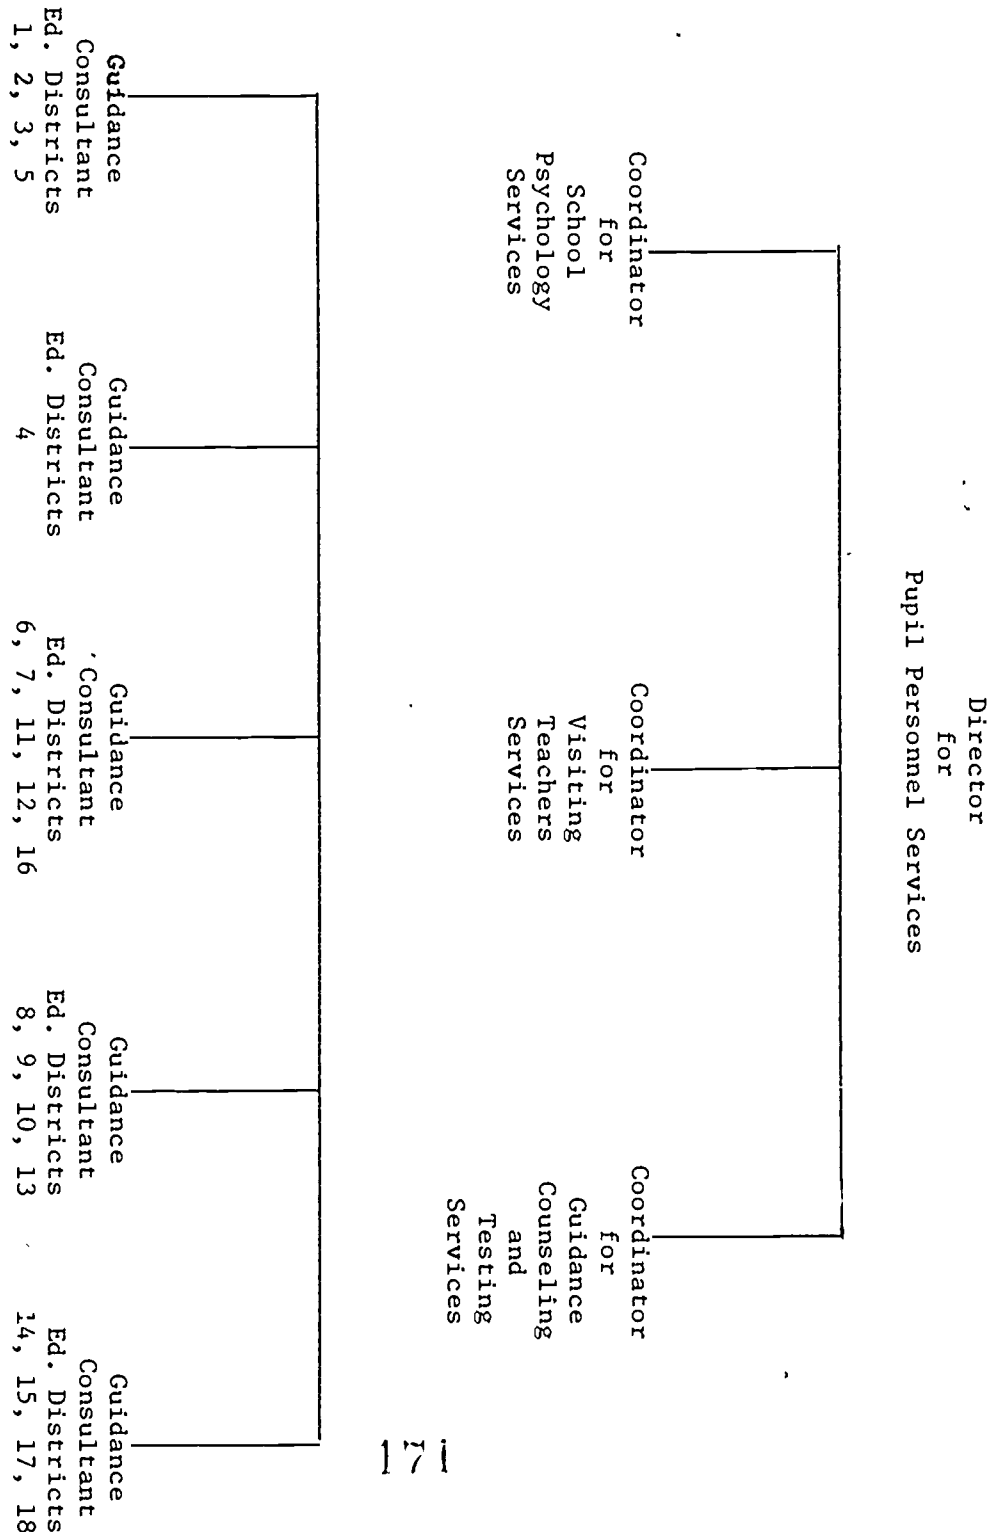 Director
for
Pupil Personnel Services
Coordinator
for
School
Psychology
Services
Coordinator
for
Visiting
Teachers
Services
Coordinator
for
Guidance
Counseling
and
Testing
Services
Guidance
Consultant
Ed. Districts
1, 2, 3, 5
Guidance
Consultant
Ed. Districts
4
Guidance
Consultant
Ed. Districts
6, 7, 11, 12, 16
Guidance
Consultant
Ed. Districts
8, 9, 10, 13
Guidance
Consultant
Ed. Districts
14, 15, 17, 18
171